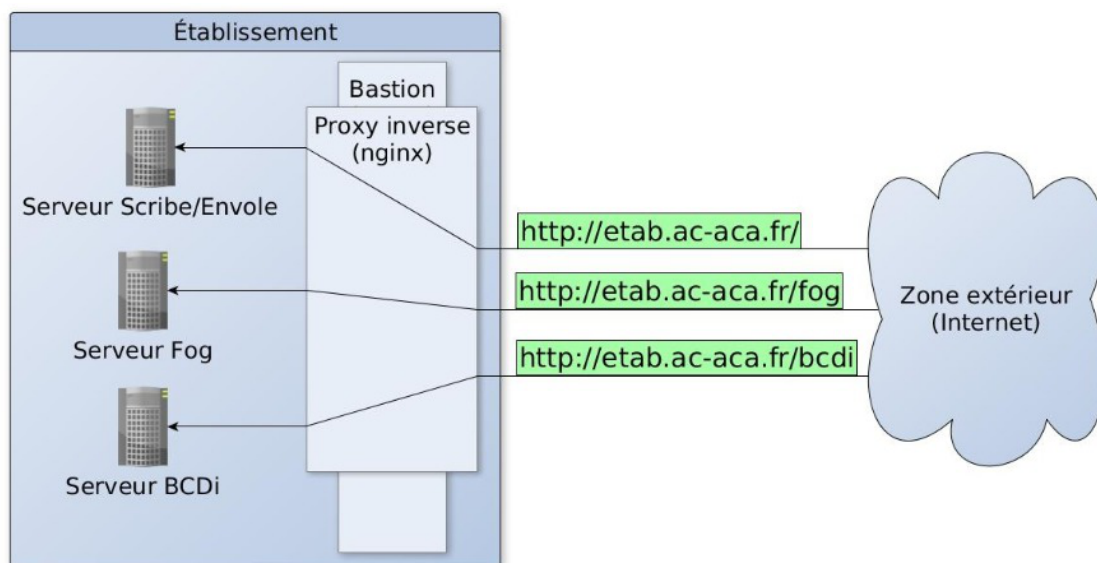 Établissement
Bastion
Proxy inverse
(nginx)
Serveur Scribe/Envole
Serveur Fog
Serveur BCDi
http://etab.ac-aca.fr/
http://etab.ac-aca.fr/fog
http://etab.ac-aca.fr/bcdi
Zone extérieur
(Internet)